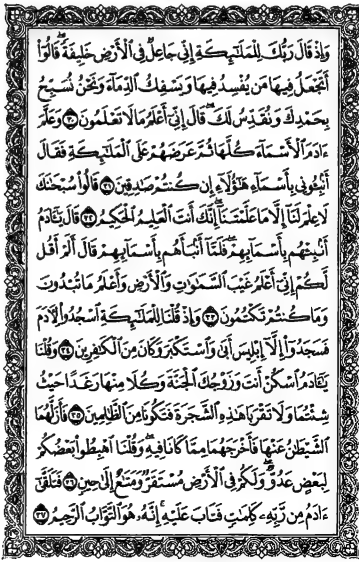 وَإِذْ قَالَ رَبُّكَ لِلْمَلَٰٓئِكَةِ إِنِّى جَاعِلٌ فِى ٱلْأَرْضِ خَلِيفَةً ۖ قَالُوٓا۟
أَتَجْعَلُ فِيهَا مَن يُفْسِدُ فِيهَا وَيَسْفِكُ ٱلدِّمَآءَ وَنَحْنُ نُسَبِّحُ
بِحَمْدِكَ وَنُقَدِّسُ لَكَ ۖ قَالَ إِنِّىٓ أَعْلَمُ مَا لَا تَعْلَمُونَ ٣٠ وَعَلَّمَ
ءَادَمَ ٱلْأَسْمَآءَ كُلَّهَا ثُمَّ عَرَضَهُمْ عَلَى ٱلْمَلَٰٓئِكَةِ فَقَالَ
أَنۢبِـُٔونِى بِأَسْمَآءِ هَٰٓؤُلَآءِ إِن كُنتُمْ صَٰدِقِينَ ٣١ قَالُوا۟ سُبْحَٰنَكَ
لَا عِلْمَ لَنَآ إِلَّا مَا عَلَّمْتَنَآ ۖ إِنَّكَ أَنتَ ٱلْعَلِيمُ ٱلْحَكِيمُ ٣٢ قَالَ يَٰٓـَٔادَمُ
أَنۢبِئْهُم بِأَسْمَآئِهِمْ ۖ فَلَمَّآ أَنۢبَأَهُم بِأَسْمَآئِهِمْ قَالَ أَلَمْ أَقُل
لَّكُمْ إِنِّىٓ أَعْلَمُ غَيْبَ ٱلسَّمَٰوَٰتِ وَٱلْأَرْضِ وَأَعْلَمُ مَا تُبْدُونَ
وَمَا كُنتُمْ تَكْتُمُونَ ٣٣ وَإِذْ قُلْنَا لِلْمَلَٰٓئِكَةِ ٱسْجُدُوا۟ لِـَٔادَمَ
فَسَجَدُوٓا۟ إِلَّآ إِبْلِيسَ أَبَىٰ وَٱسْتَكْبَرَ وَكَانَ مِنَ ٱلْكَٰفِرِينَ ٣٤ وَقُلْنَا
يَٰٓـَٔادَمُ ٱسْكُنْ أَنتَ وَزَوْجُكَ ٱلْجَنَّةَ وَكُلَا مِنْهَا رَغَدًا حَيْثُ
شِئْتُمَا وَلَا تَقْرَبَا هَٰذِهِ ٱلشَّجَرَةَ فَتَكُونَا مِنَ ٱلظَّٰلِمِينَ ٣٥ فَأَزَلَّهُمَا
ٱلشَّيْطَٰنُ عَنْهَا فَأَخْرَجَهُمَا مِمَّا كَانَا فِيهِ ۖ وَقُلْنَا ٱهْبِطُوا۟ بَعْضُكُمْ
لِبَعْضٍ عَدُوٌّ ۖ وَلَكُمْ فِى ٱلْأَرْضِ مُسْتَقَرٌّ وَمَتَٰعٌ إِلَىٰ حِينٍ ٣٦ فَتَلَقَّىٰٓ
ءَادَمُ مِن رَّبِّهِۦ كَلِمَٰتٍ فَتَابَ عَلَيْهِ ۚ إِنَّهُۥ هُوَ ٱلتَّوَّابُ ٱلرَّحِيمُ ٣٧